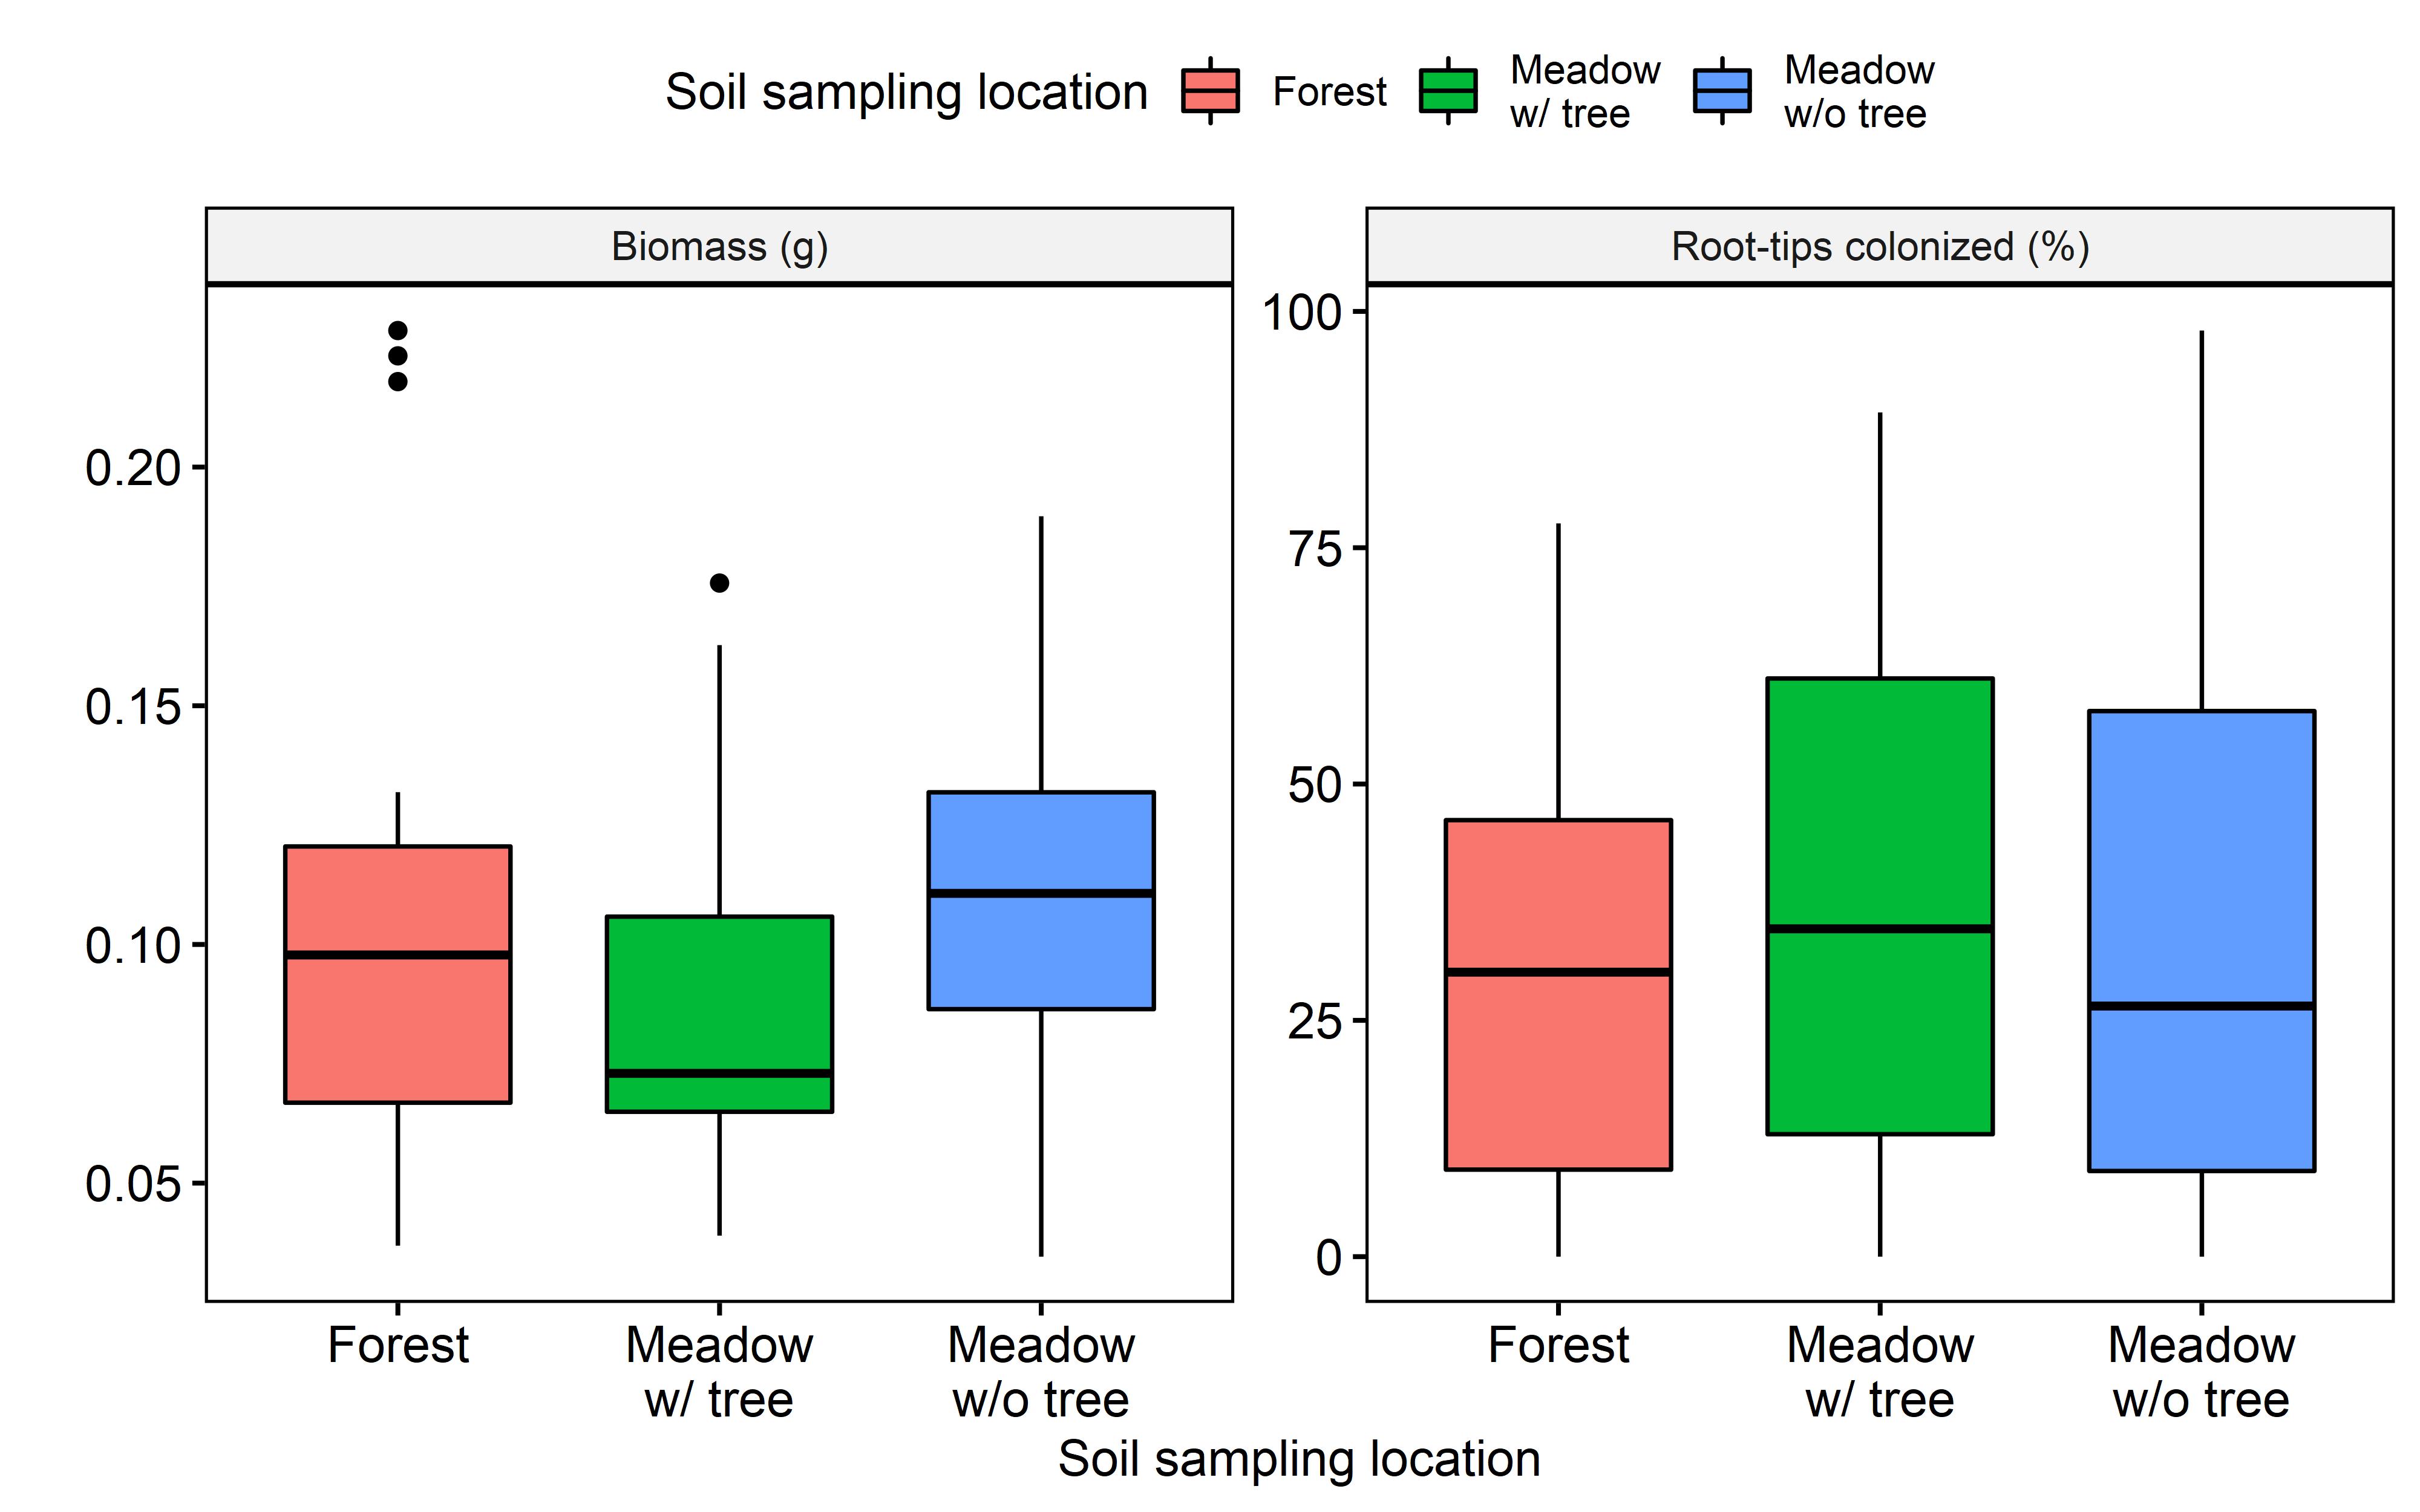 Soil sampling location
Forest
Meadow
w/ tree
Meadow
w/o tree
Biomass (g)
0.20
0.15
0.10
0.05
Forest
Meadow
w/ tree
Meadow
w/o tree
Root-tips colonized (%)
100
75
50
25
0
Forest
Meadow
w/ tree
Meadow
w/o tree
Soil sampling location